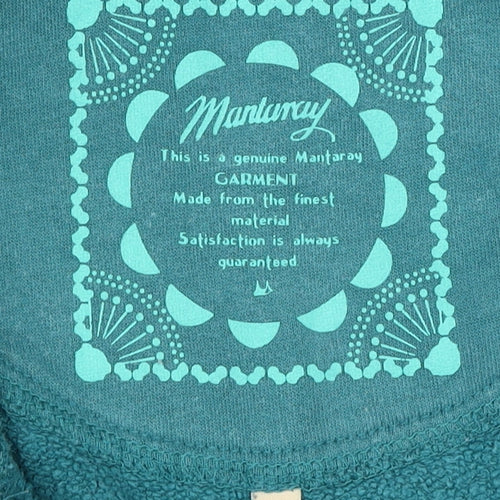 Mantaray
This is a genuine Mantaray
GARMENT
Made from the finest
material
Satisfaction is always
guaranteed